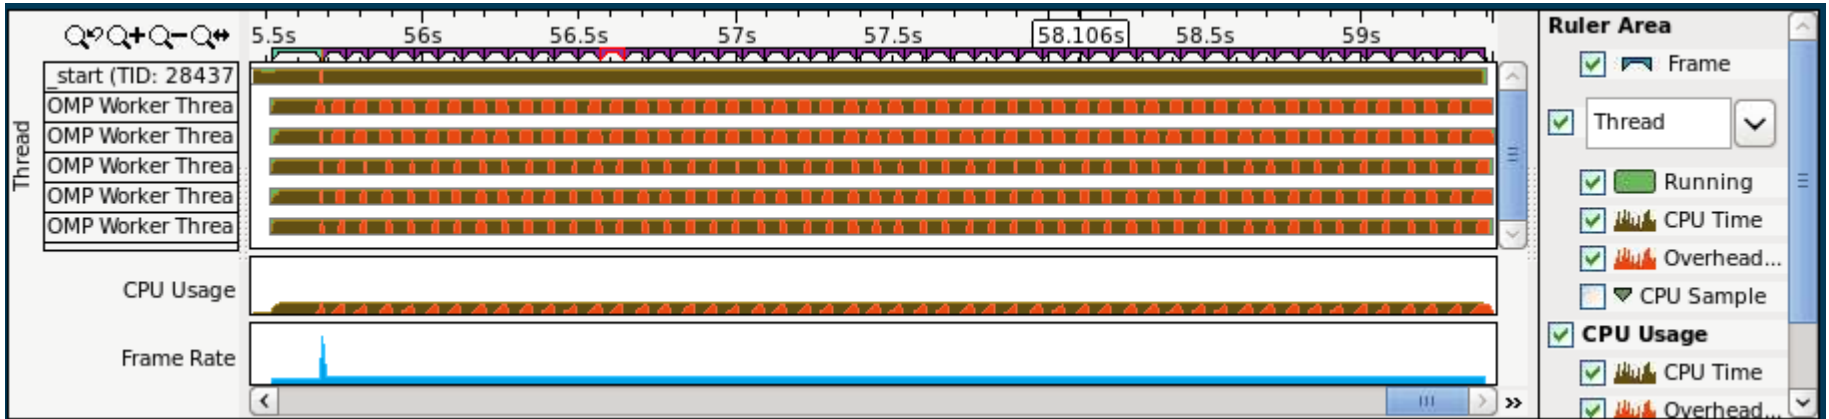 5.5s 56s 56.5s 57s 57.5s 58.106s 58.5s 59s
Thread
_start (TID: 28437
OMP Worker Threa
OMP Worker Threa
OMP Worker Threa
OMP Worker Threa
OMP Worker Threa
CPU Usage
Frame Rate
Ruler Area
Frame
Thread
Running
CPU Time
Overhead...
CPU Sample
CPU Usage
CPU Time
Overhead...